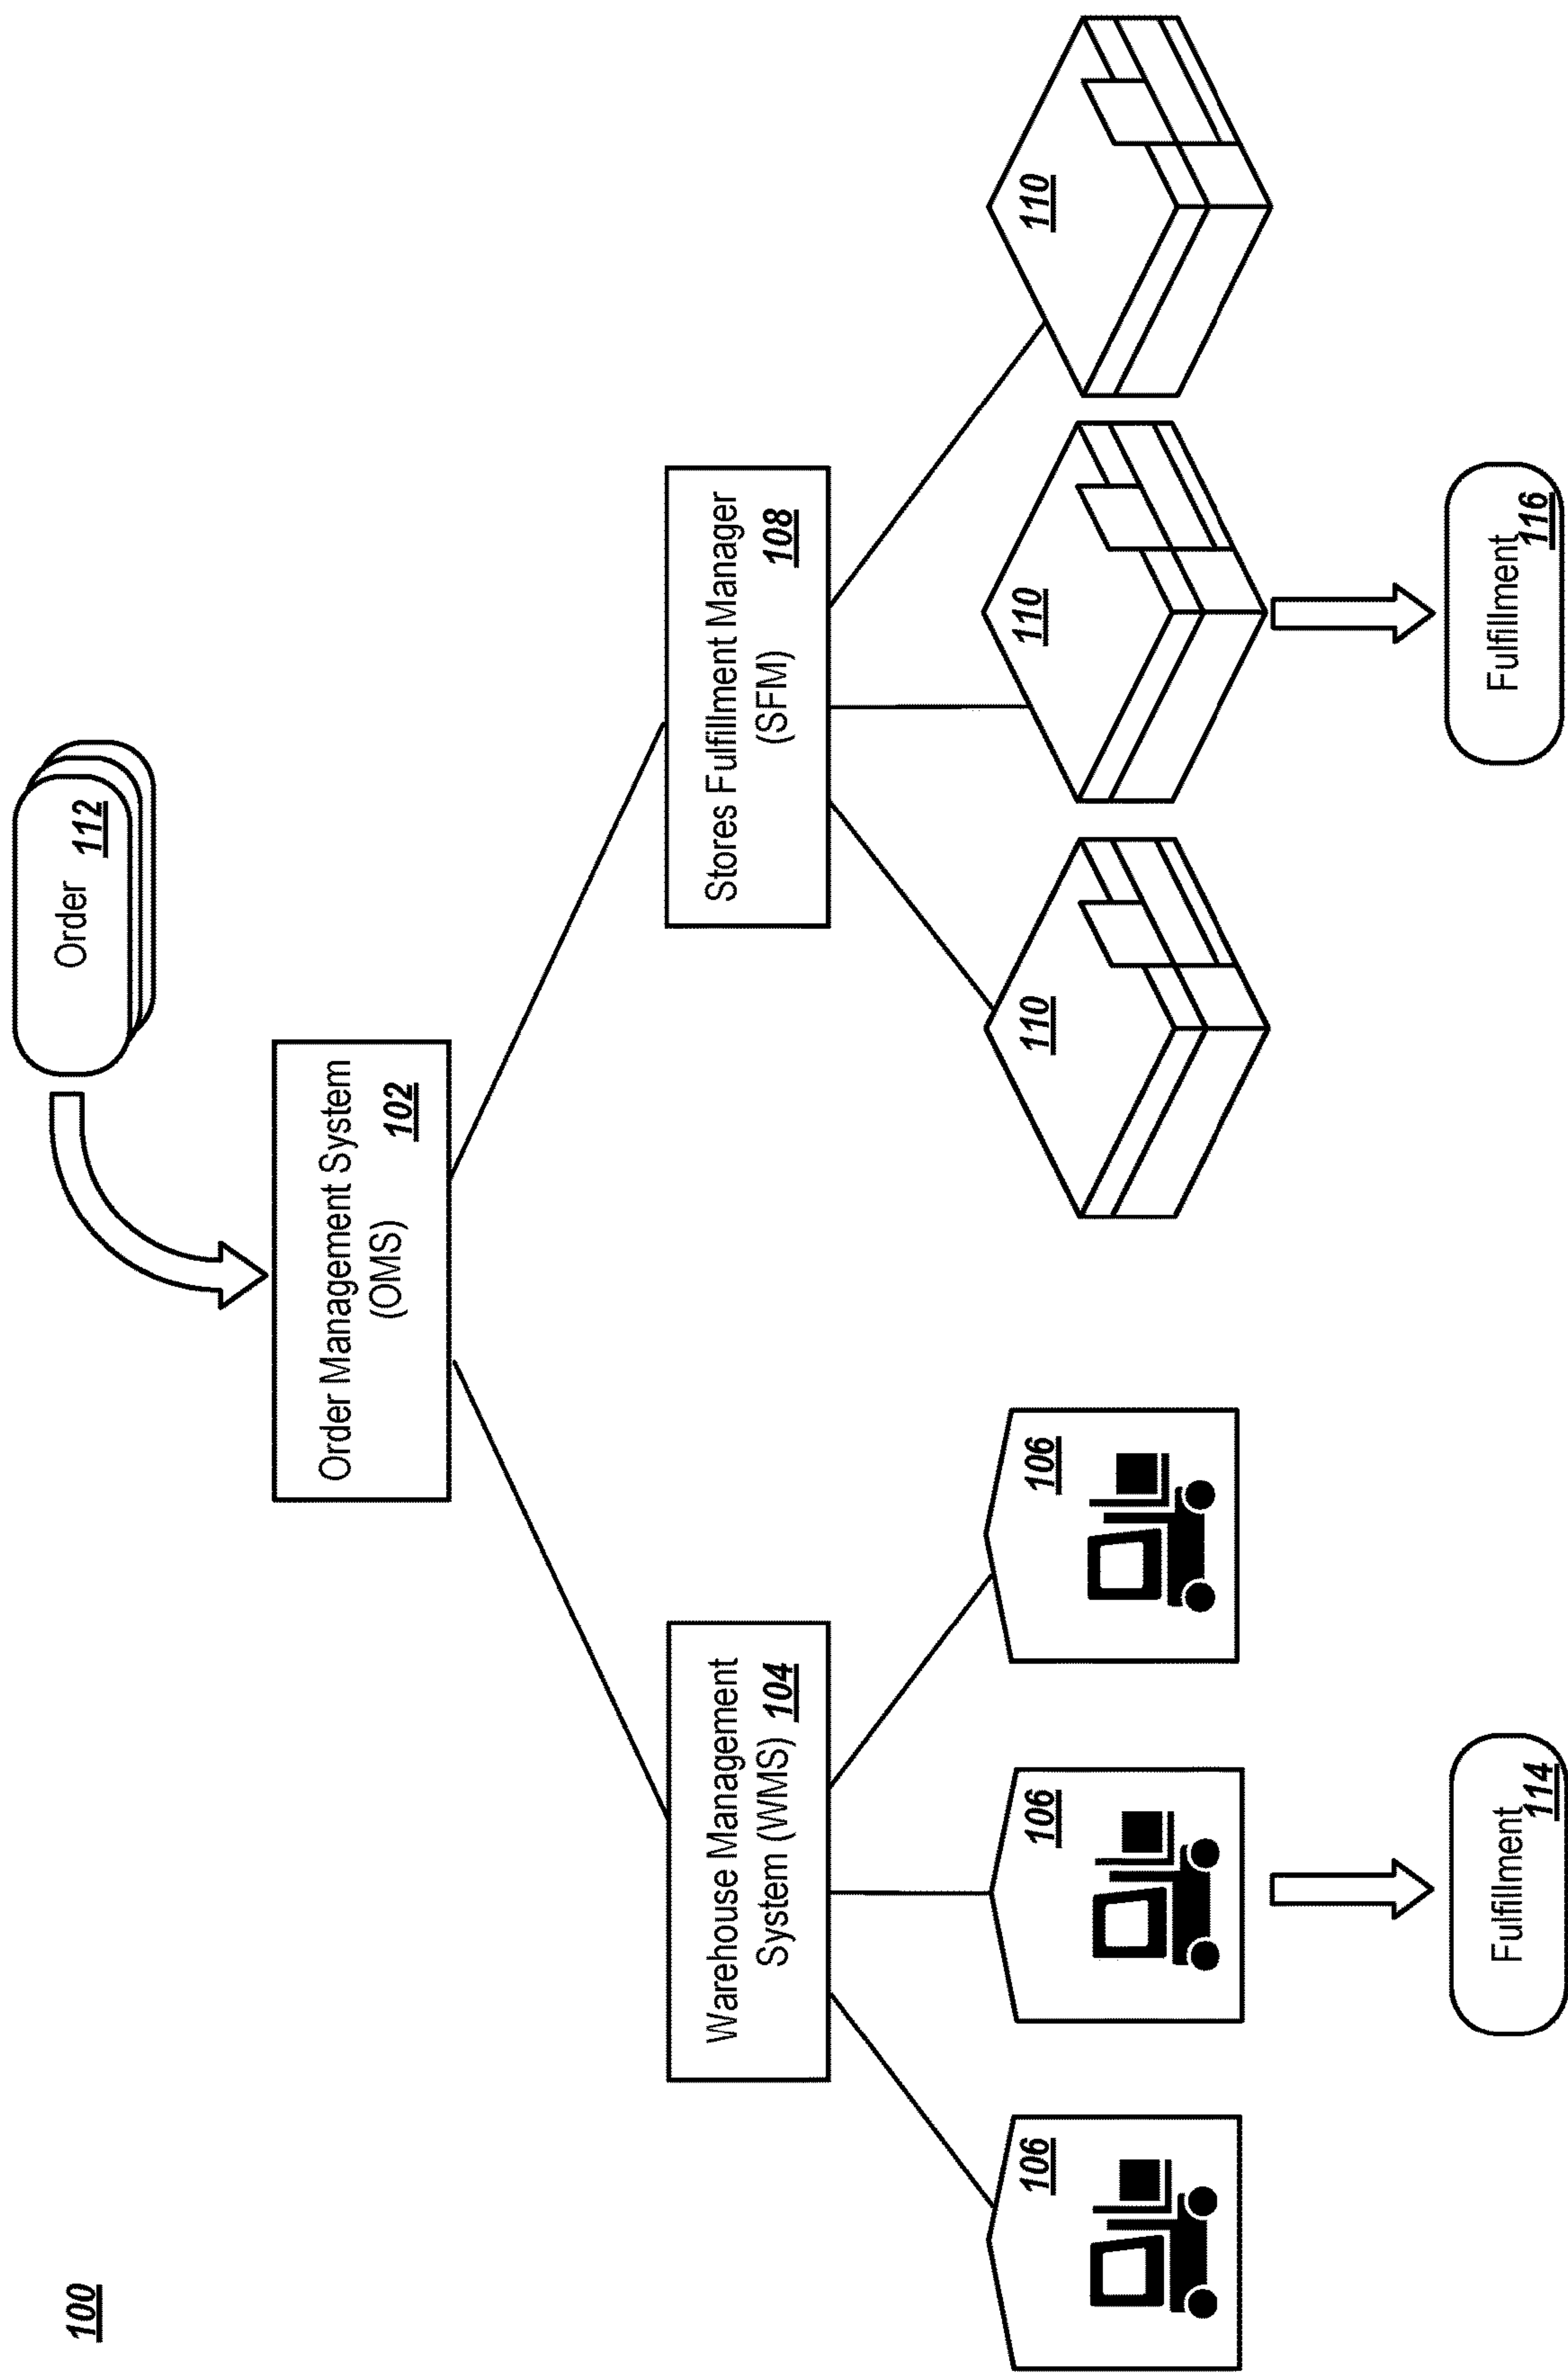 100
Order
112
Order Management System
(OMS)
102
Warehouse Management
System (WMS) 104
Stores Fulfillment Manager
(SFM)
108
106
106
106
110
110
110
Fulfillment
114
Fulfillment
116